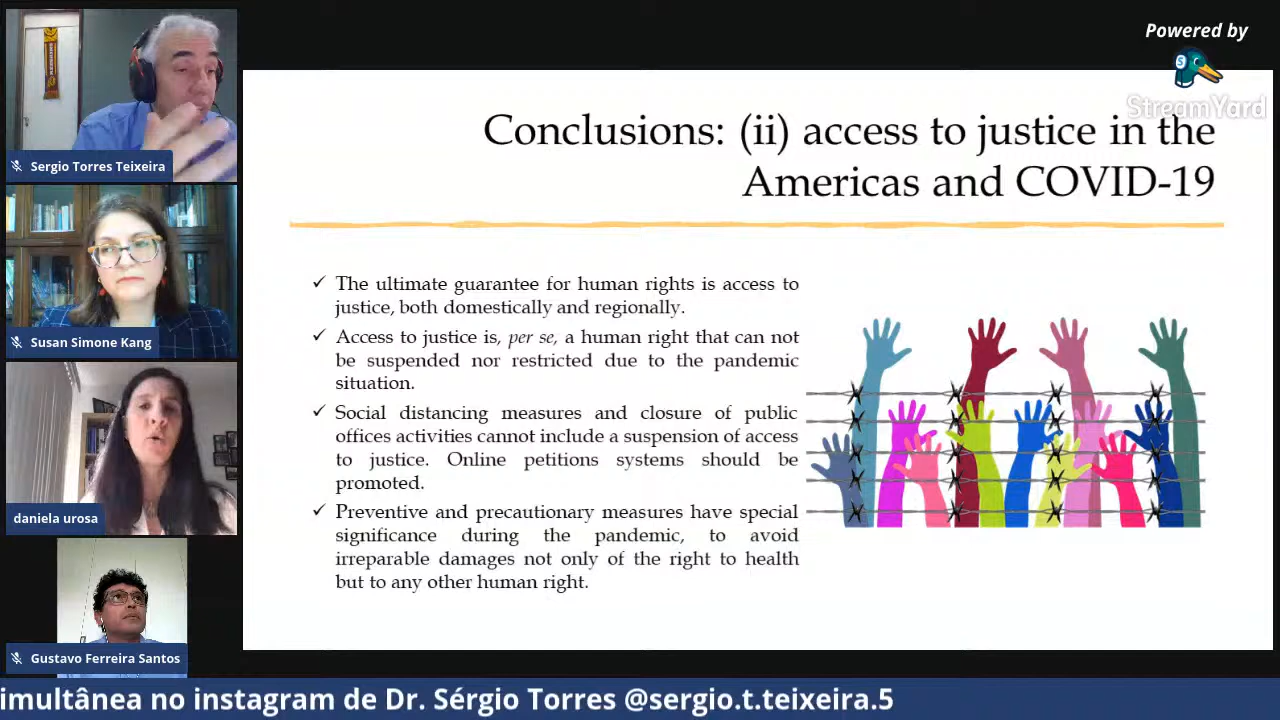 Powered by
StreamYard
Sergio Torres Teixeira
Susan Simone Kang
daniela urosa
Gustavo Ferreira Santos
Conclusions: (ii) access to justice in the
Americas and COVID-19
✓ The ultimate guarantee for human rights is access to
justice, both domestically and regionally.
✓ Access to justice is, per se, a human right that can not
be suspended nor restricted due to the pandemic
situation.
✓ Social distancing measures and closure of public
offices activities cannot include a suspension of access
to justice. Online petitions systems should be
promoted.
✓ Preventive and precautionary measures have special
significance during the pandemic, to avoid
irreparable damages not only of the right to health
but to any other human right.
imultânea no instagram de Dr. Sérgio Torres @sergio.t.teixeira.5